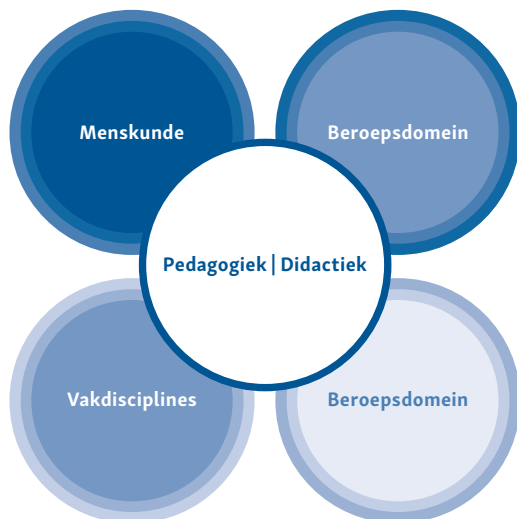 Menskunde
Beroepsdomein
Pedagogiek | Didactiek
Vakdisciplines
Beroepsdomein